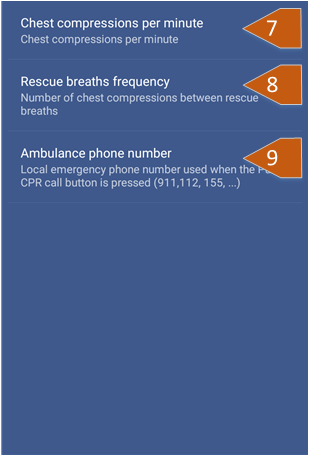 Chest compressions per minute
Chest compressions per minute
7
Rescue breaths frequency
Number of chest compressions between rescue
breaths
8
Ambulance phone number
Local emergency phone number used when the
CPR call button is pressed (911,112, 155, ...)
9